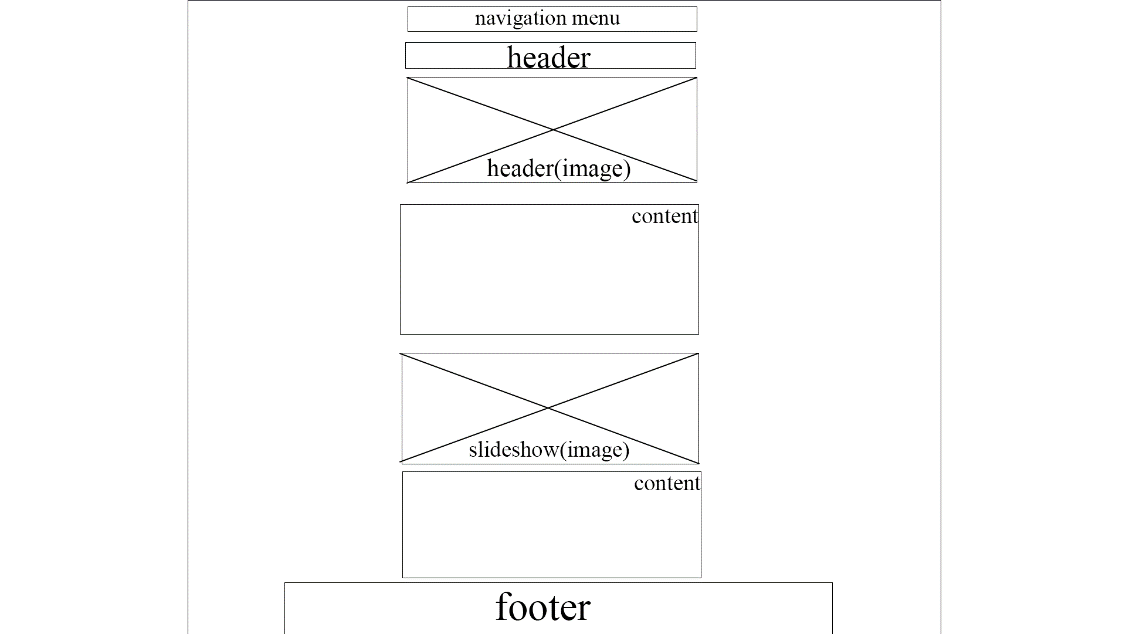 navigation menu
header
header(image)
content
slideshow(image)
content
footer